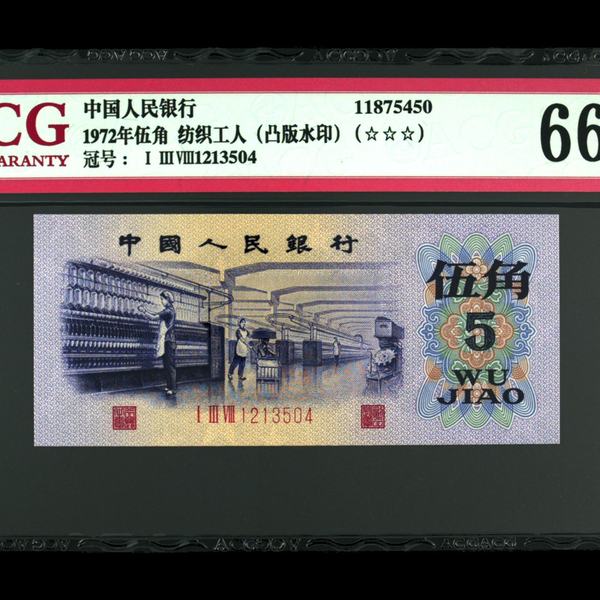 CG
ARANTY
中国人民银行
11875450
1972年伍角 纺织工人（凸版水印）（☆☆☆）
冠号： Ⅰ Ⅲ Ⅷ1213504
66
中國人民銀行
伍角
5
WU
JIAO
Ⅰ Ⅲ Ⅷ 1213504